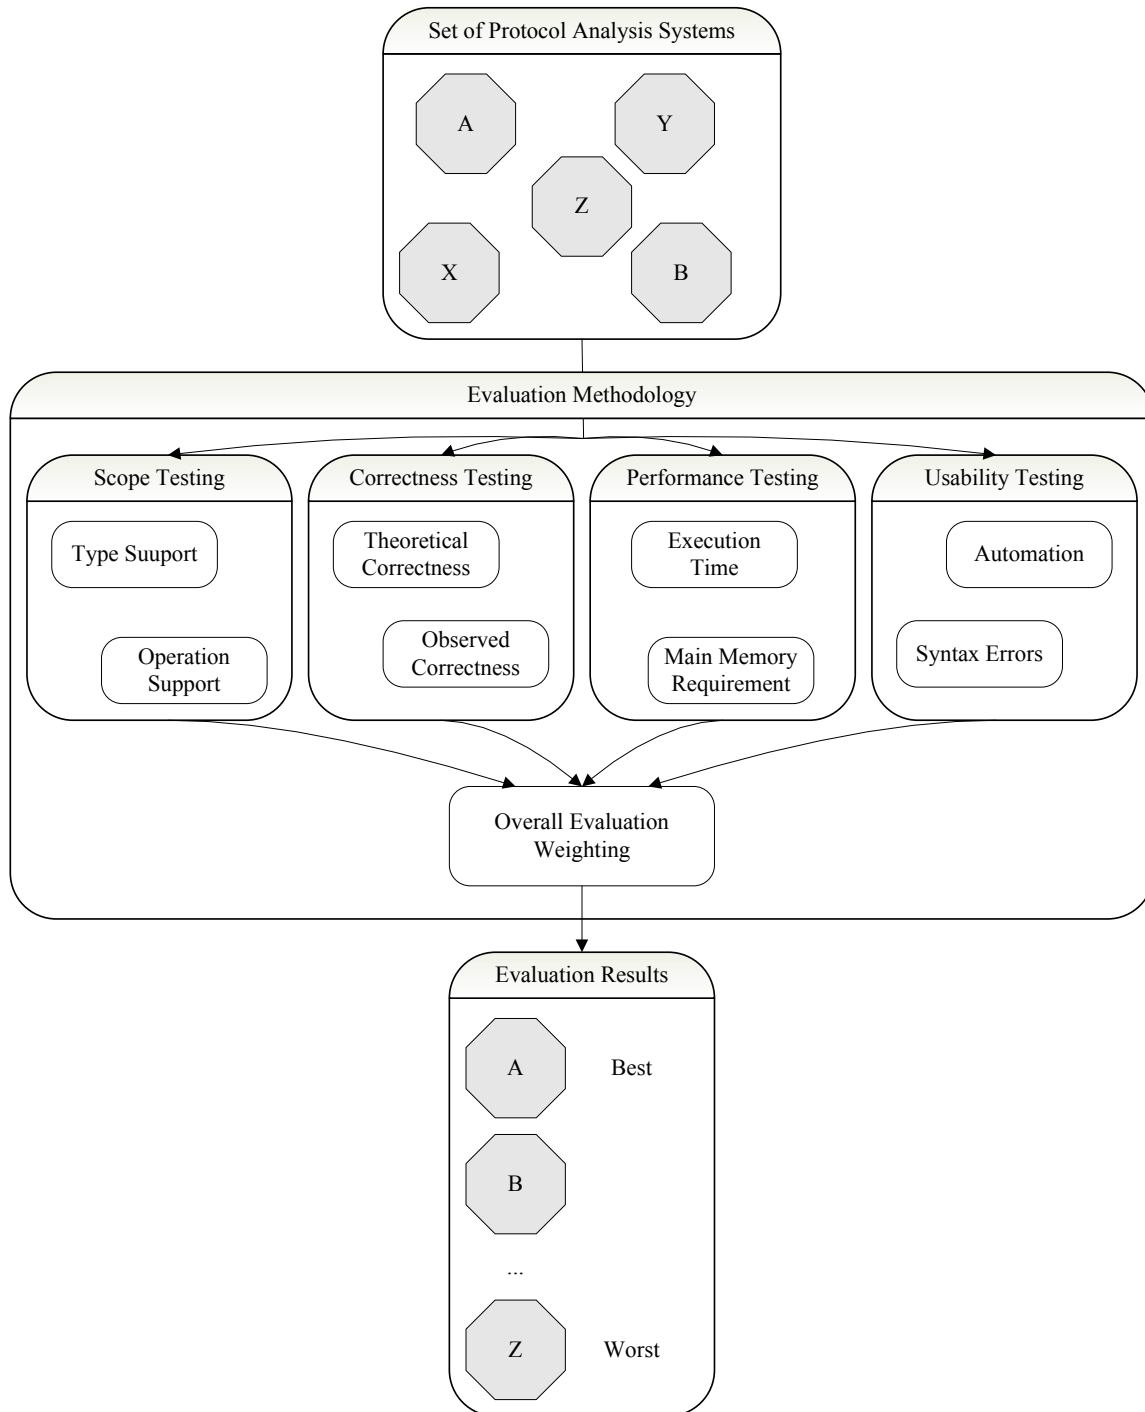 Set of Protocol Analysis Systems
A
Y
Z
X
B
Evaluation Methodology
Scope Testing
Type Suuport
Operation
Support
Correctness Testing
Theoretical
Correctness
Observed
Correctness
Performance Testing
Execution
Time
Main Memory
Requirement
Usability Testing
Automation
Syntax Errors
Overall Evaluation
Weighting
Evaluation Results
A Best
B
...
Z Worst